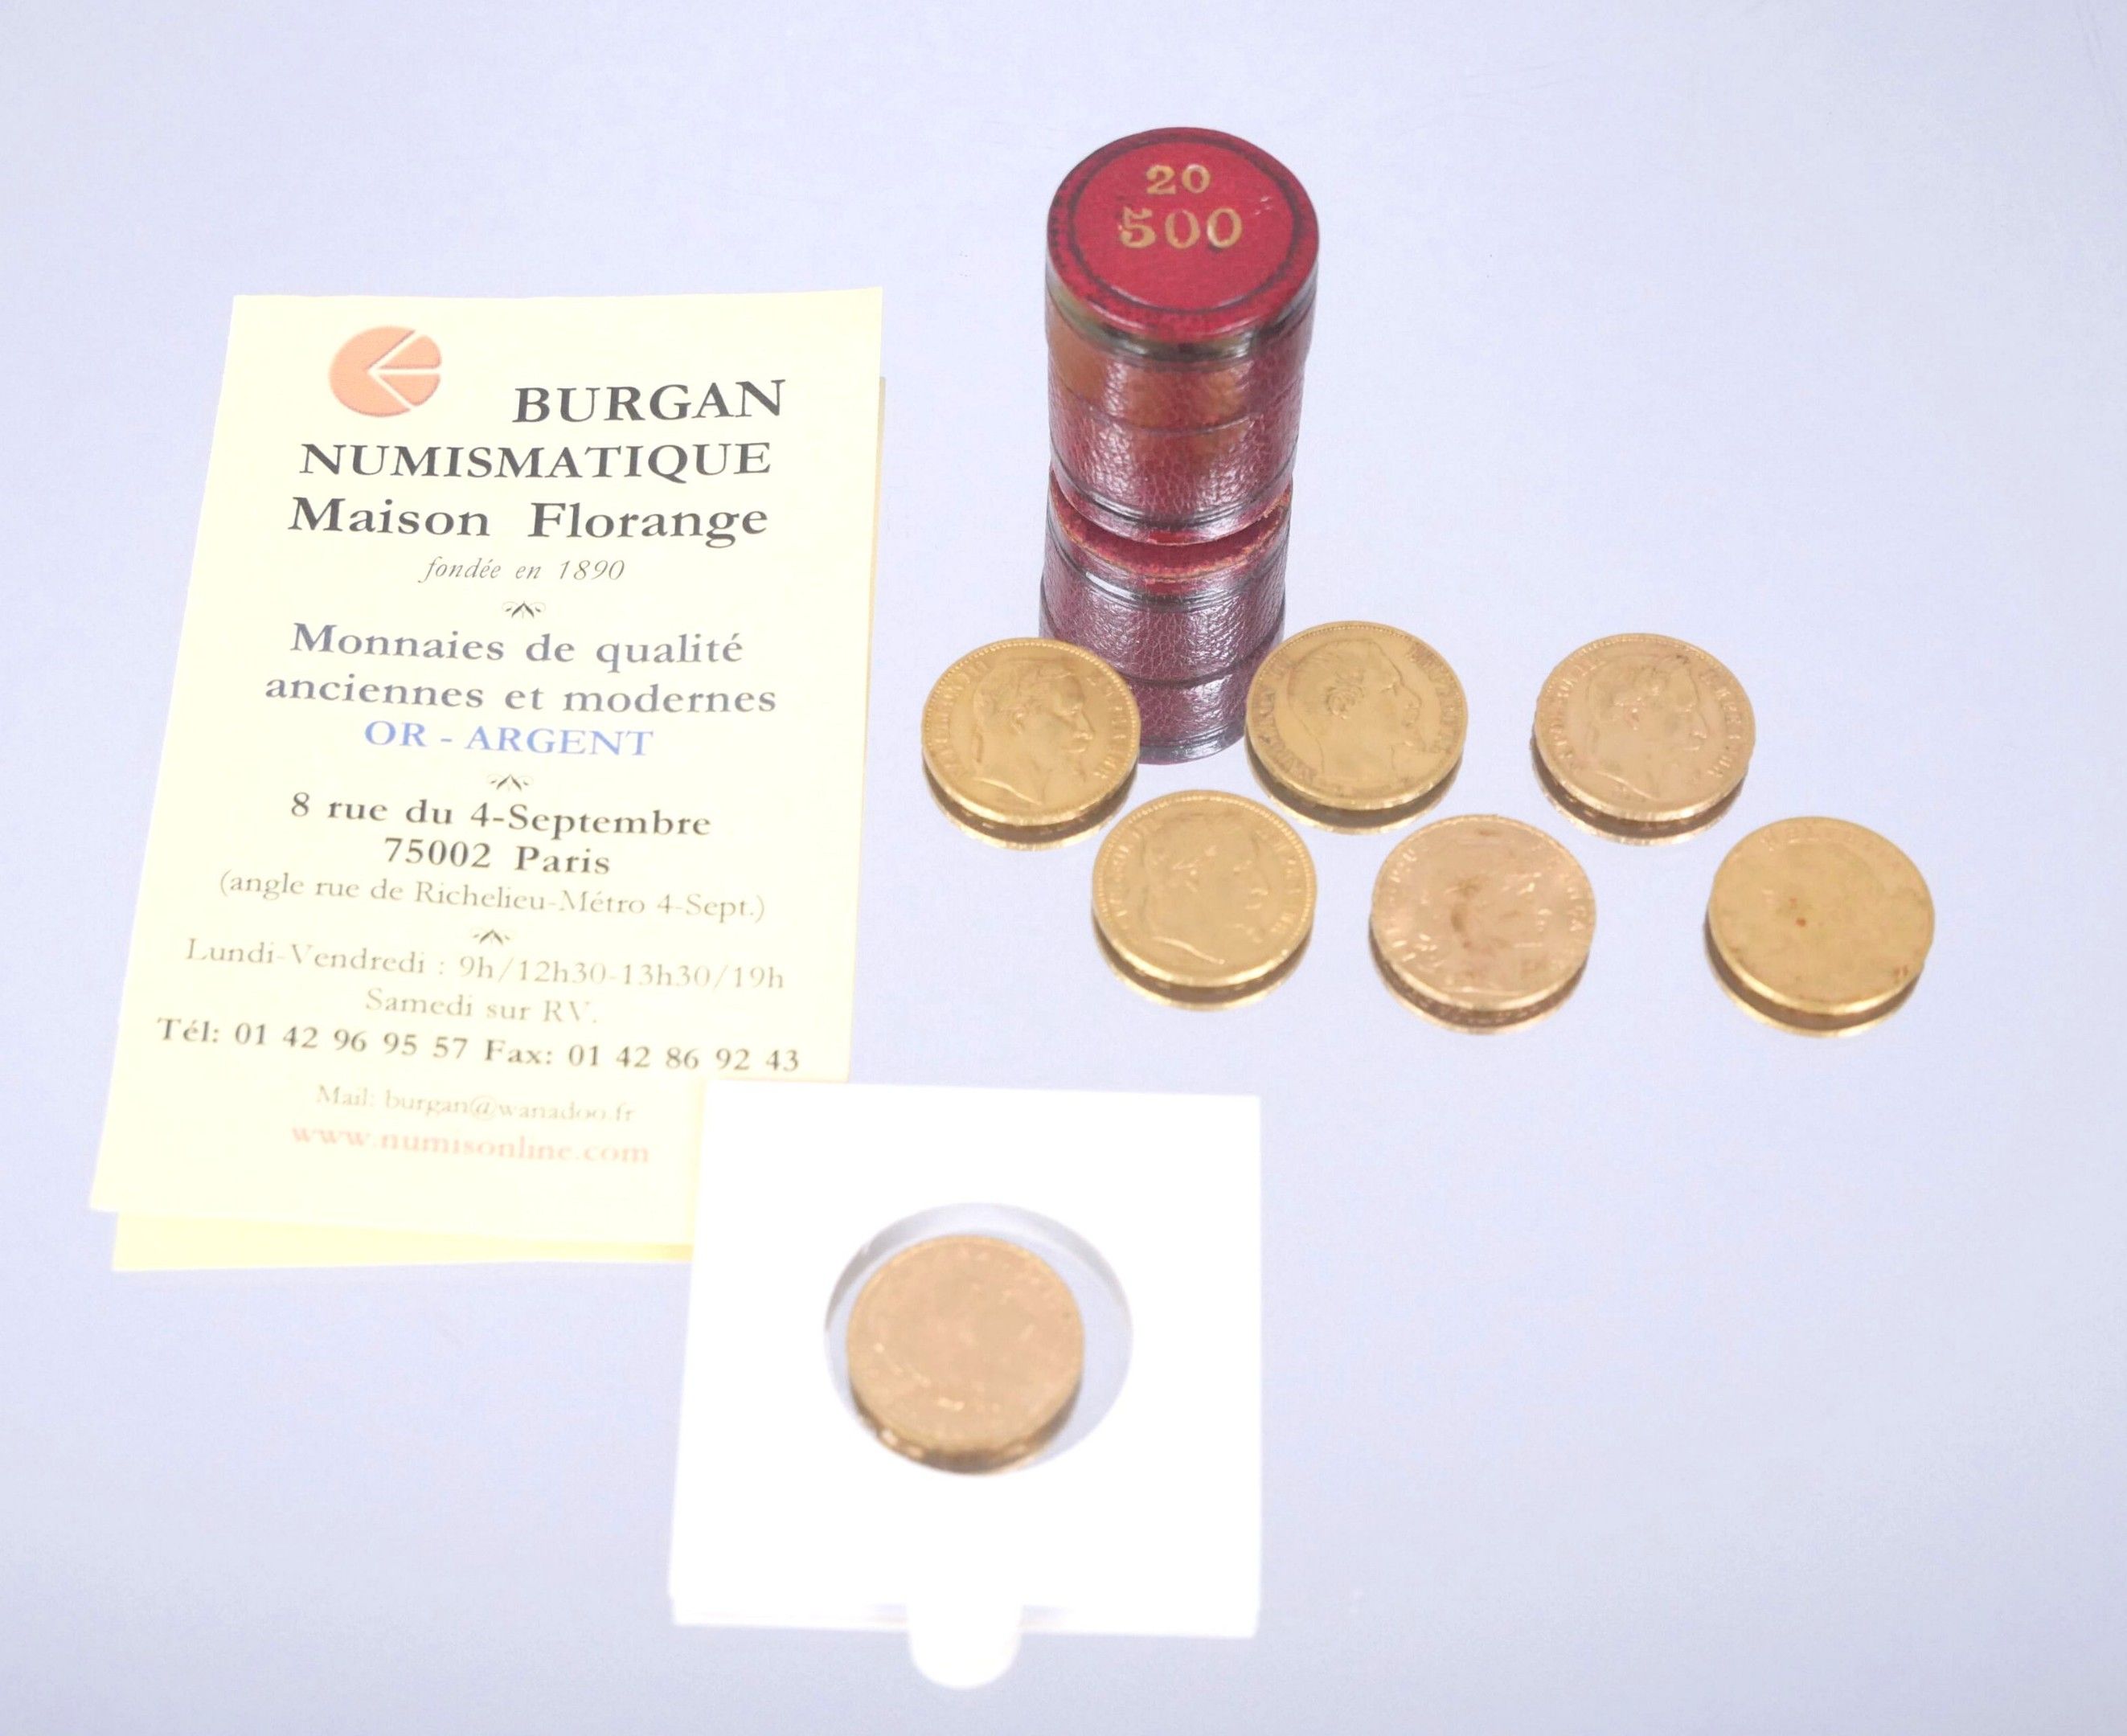 BURGAN
NUMISMATIQUE
Maison Florange
fondée en 1890
Monnaies de qualité
anciennes et modernes
OR - ARGENT
8 rue du 4-Septembre
75002 Paris
(angle rue de Richelieu-Métro 4-Sept.)
Lundi-Vendredi : 9h/12h30-13h30/19h
Samedi sur RV.
Tél: 01 42 96 95 57 Fax: 01 42 86 92 43
Mail: burgan@wanadoo.fr
www.numisonline.com
20
500